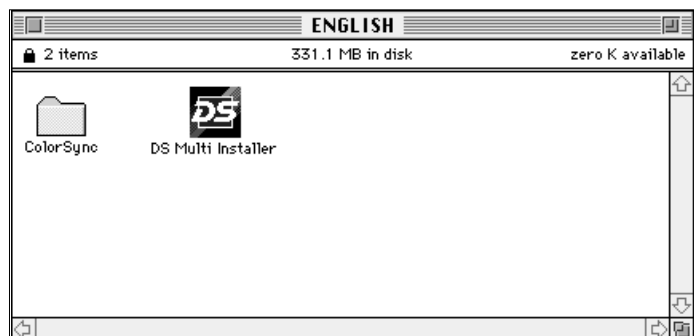 ENGLISH
2 items 331.1 MB in disk zero K available
DS
ColorSync DS Multi Installer